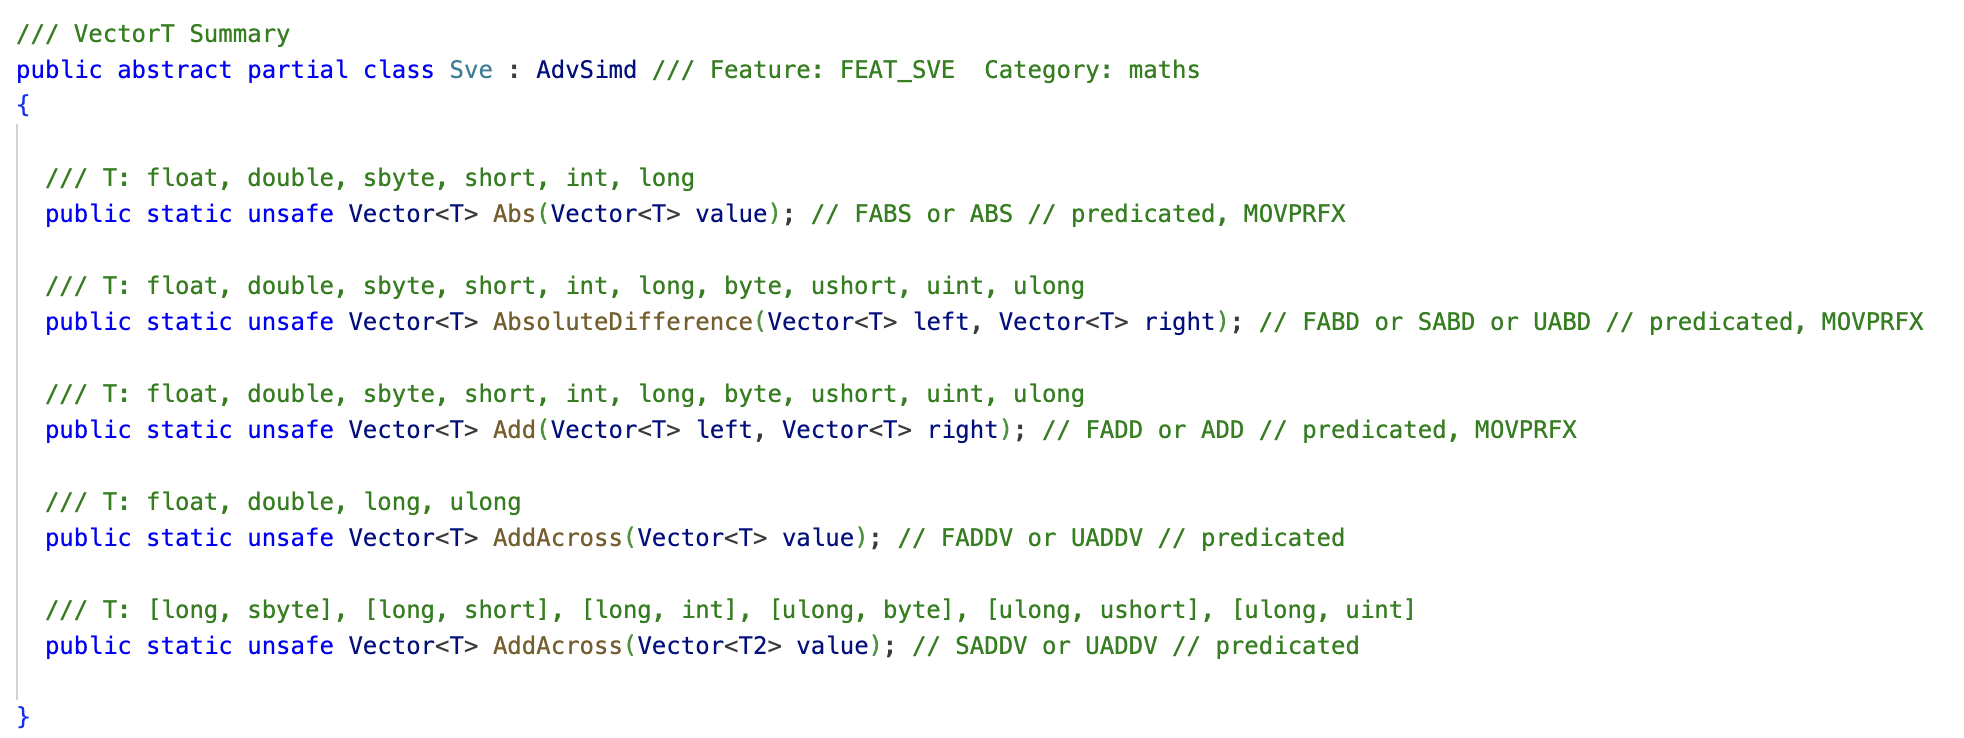 /// VectorT Summary
public abstract partial class Sve : AdvSimd /// Feature: FEAT_SVE  Category: maths
{
/// T: float, double, sbyte, short, int, long
public static unsafe Vector<T> Abs(Vector<T> value); // FABS or ABS // predicated, MOVPRFX
/// T: float, double, sbyte, short, int, long, byte, ushort, uint, ulong
public static unsafe Vector<T> AbsoluteDifference(Vector<T> left, Vector<T> right); // FABD or SABD or UABD // predicated, MOVPRFX
/// T: float, double, sbyte, short, int, long, byte, ushort, uint, ulong
public static unsafe Vector<T> Add(Vector<T> left, Vector<T> right); // FADD or ADD // predicated, MOVPRFX
/// T: float, double, long, ulong
public static unsafe Vector<T> AddAcross(Vector<T> value); // FADDV or UADDV // predicated
/// T: [long, sbyte], [long, short], [long, int], [ulong, byte], [ulong, ushort], [ulong, uint]
public static unsafe Vector<T> AddAcross(Vector<T2> value); // SADDV or UADDV // predicated
}